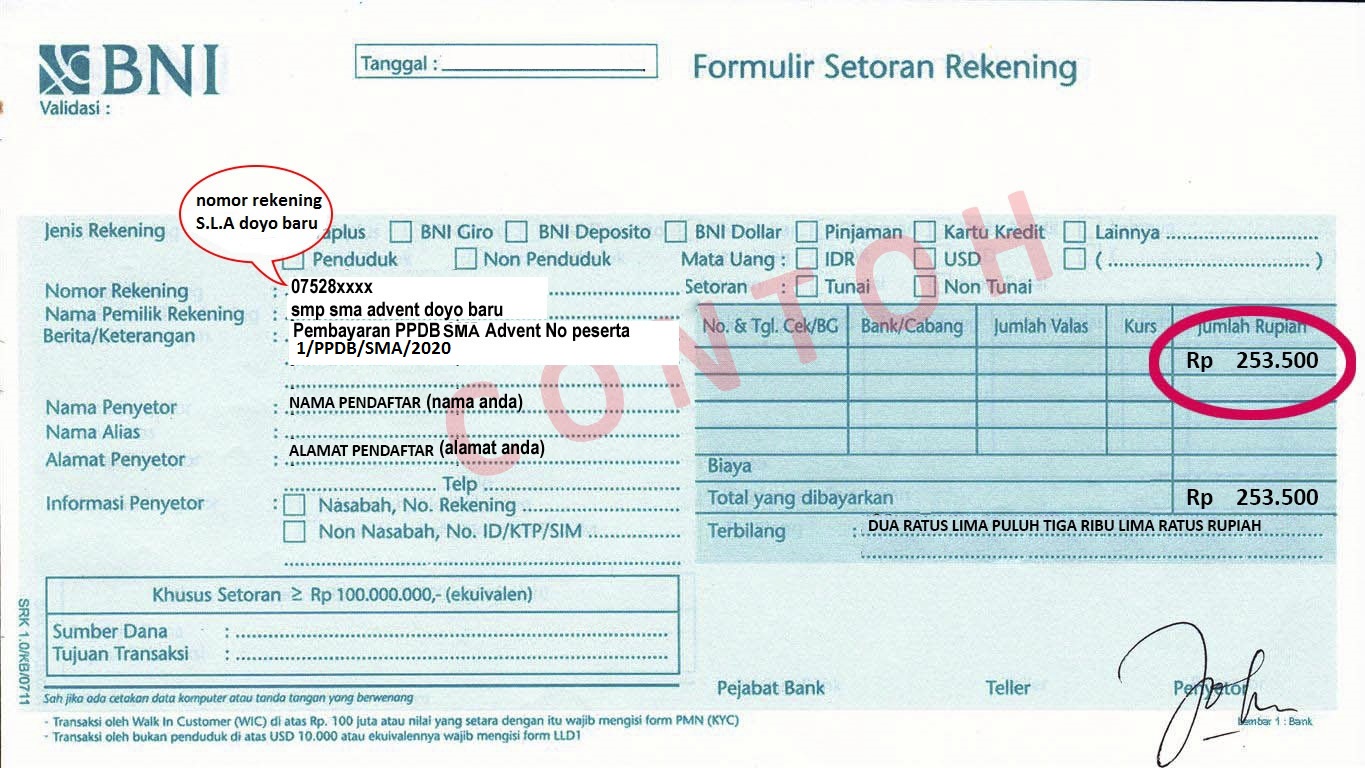 BNI
Validasi :
Tanggal :
Formulir Setoran Rekening
nomor rekening
S.L.A doyo baru
CONTOH
Jenis Rekening aplus BNI Giro BNI Deposito BNI Dollar Pinjaman Kartu Kredit Lainnya
Penduduk Non Penduduk Mata Uang : IDR USD (                    )
Nomor Rekening : 07528xxxx Setoran : Tunai Non Tunai
Nama Pemilik Rekening : smp sma advent doyo baru
Berita/Keterangan : Pembayaran PPDB SMA Advent No peserta
1/PPDB/SMA/2020
No. & Tgl. Cek/BG Bank/Cabang Jumlah Valas Kurs Jumlah Rupiah
Rp 253.500
Nama Penyetor : NAMA PENDAFTAR (nama anda)
Nama Alias :
Alamat Penyetor : ALAMAT PENDAFTAR (alamat anda)
Telp
Informasi Penyetor : Nasabah, No. Rekening
Non Nasabah, No. ID/KTP/SIM
Biaya
Total yang dibayarkan Rp 253.500
Terbilang : DUA RATUS LIMA PULUH TIGA RIBU LIMA RATUS RUPIAH
Khusus Setoran ≥ Rp 100.000.000,- (ekuivalen)
Sumber Dana :
Tujuan Transaksi :
SRK 1.0/KB/0711
Sah jika ada cetakan data komputer atau tanda tangan yang berwenang
Pejabat Bank Teller Penyetor
Lembar 1 : Bank
- Transaksi oleh Walk In Customer (WIC) di atas Rp. 100 juta atau nilai yang setara dengan itu wajib mengisi form PMN (KYC)
- Transaksi oleh bukan penduduk di atas USD 10.000 atau ekuivalennya wajib mengisi form LLD1